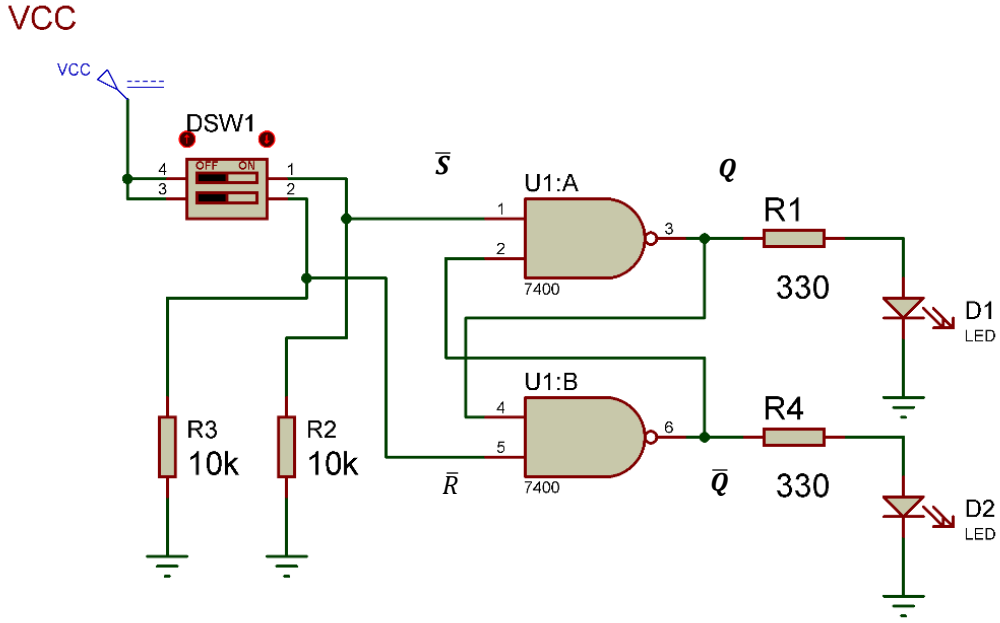 VCC
VCC
DSW1
OFF ON
4
3
1
2
S̅
Q
U1:A
1
2
3
7400
R1
330
D1
LED
U1:B
4
5
6
7400
R̅
Q̅
R4
330
D2
LED
R3
10k
R2
10k